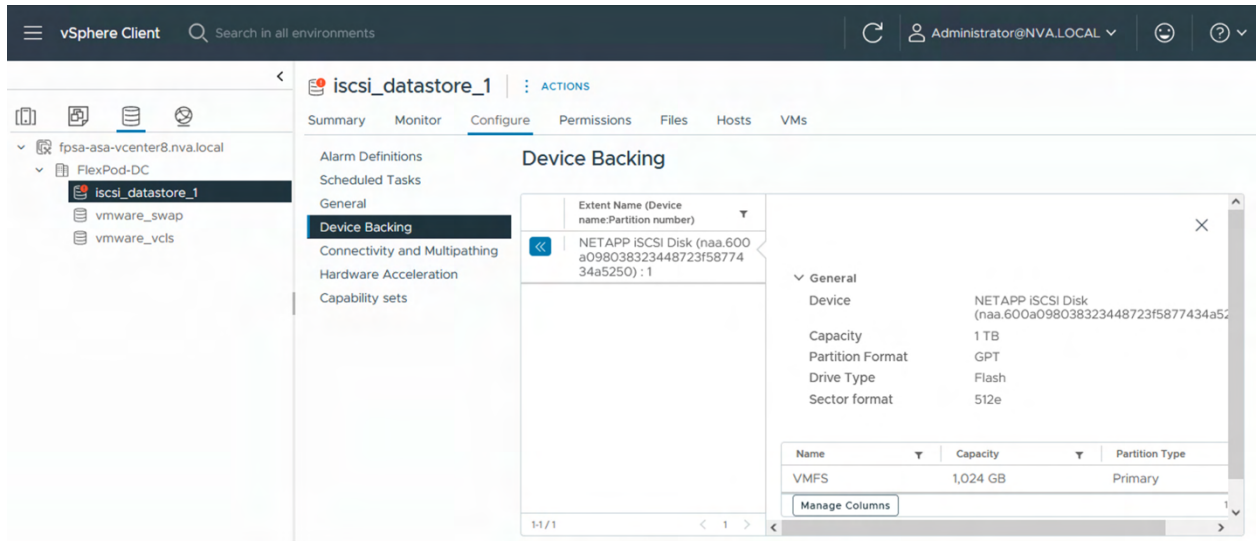 vSphere Client
Search in all environments
Administrator@NVA.LOCAL
iscsi_datastore_1
ACTIONS
Summary
Monitor
Configure
Permissions
Files
Hosts
VMs
fpsa-asa-vcenter8.nva.local
FlexPod-DC
iscsi_datastore_1
vmware_swap
vmware_vcls
Alarm Definitions
Scheduled Tasks
General
Device Backing
Connectivity and Multipathing
Hardware Acceleration
Capability sets
Device Backing
Extent Name (Device
name:Partition number)
NETAPP iSCSI Disk (naa.600
a098038323448723f58774
34a5250) : 1
1-1 / 1
1
General
Device
NETAPP iSCSI Disk
(naa.600a098038323448723f5877434a52
Capacity
1 TB
Partition Format
GPT
Drive Type
Flash
Sector format
512e
Name
Capacity
Partition Type
VMFS
1,024 GB
Primary
Manage Columns